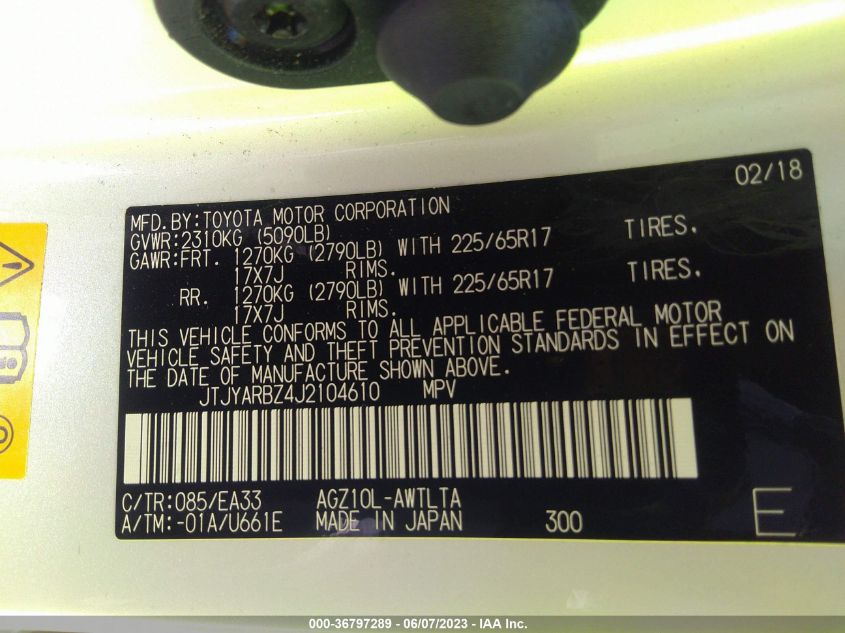 02/18
MFD.BY:TOYOTA MOTOR CORPORATION
GVWR:2310KG (5090LB)
GAWR:FRT. 1270KG (2790LB) WITH 225/65R17 TIRES.
17X7J RIMS.
RR. 1270KG (2790LB) WITH 225/65R17 TIRES.
17X7J RIMS.
THIS VEHICLE CONFORMS TO ALL APPLICABLE FEDERAL MOTOR
VEHICLE SAFETY AND THEFT PREVENTION STANDARDS IN EFFECT ON
THE DATE OF MANUFACTURE SHOWN ABOVE.
JTJYARBZ4J2104610 MPV
C/TR:085/EA33 AGZ10L-AWTLTA
A/TM:-01A/U661E MADE IN JAPAN 300 E
000-36797289 - 06/07/2023 - IAA Inc.